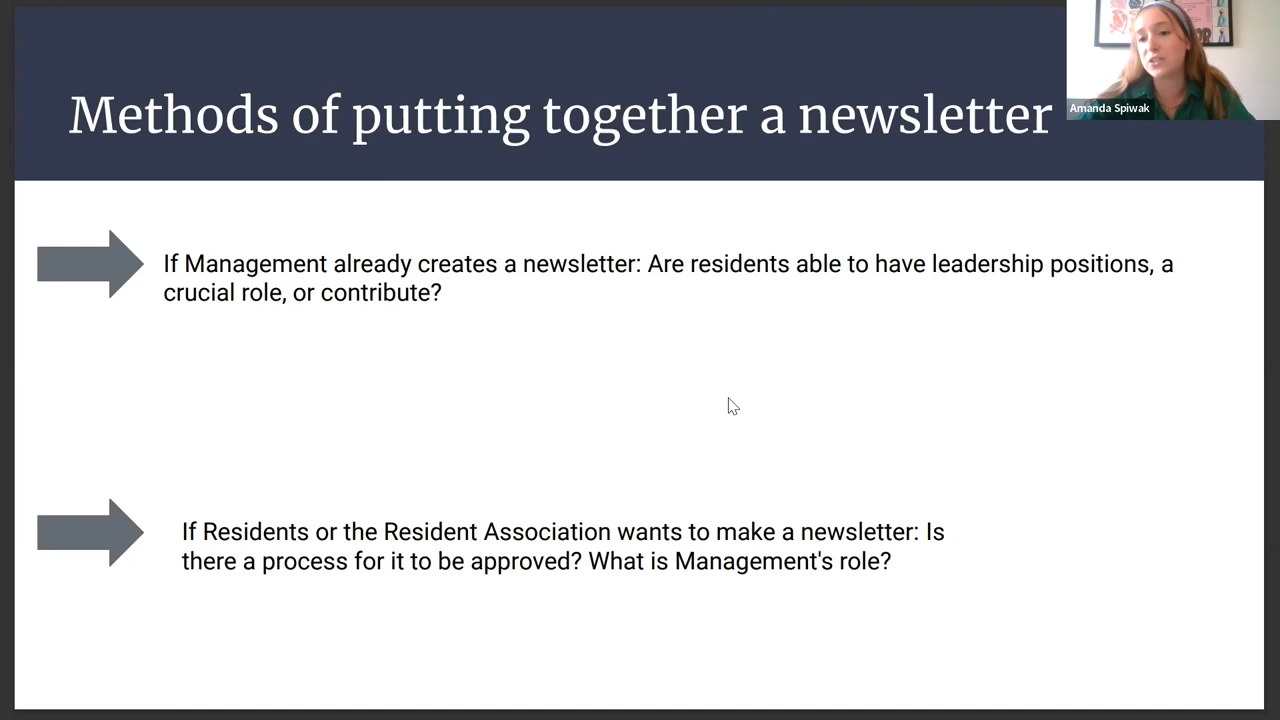 Methods of putting together a newsletter
Amanda Spiwak
If Management already creates a newsletter: Are residents able to have leadership positions, a
crucial role, or contribute?
If Residents or the Resident Association wants to make a newsletter: Is
there a process for it to be approved? What is Management's role?